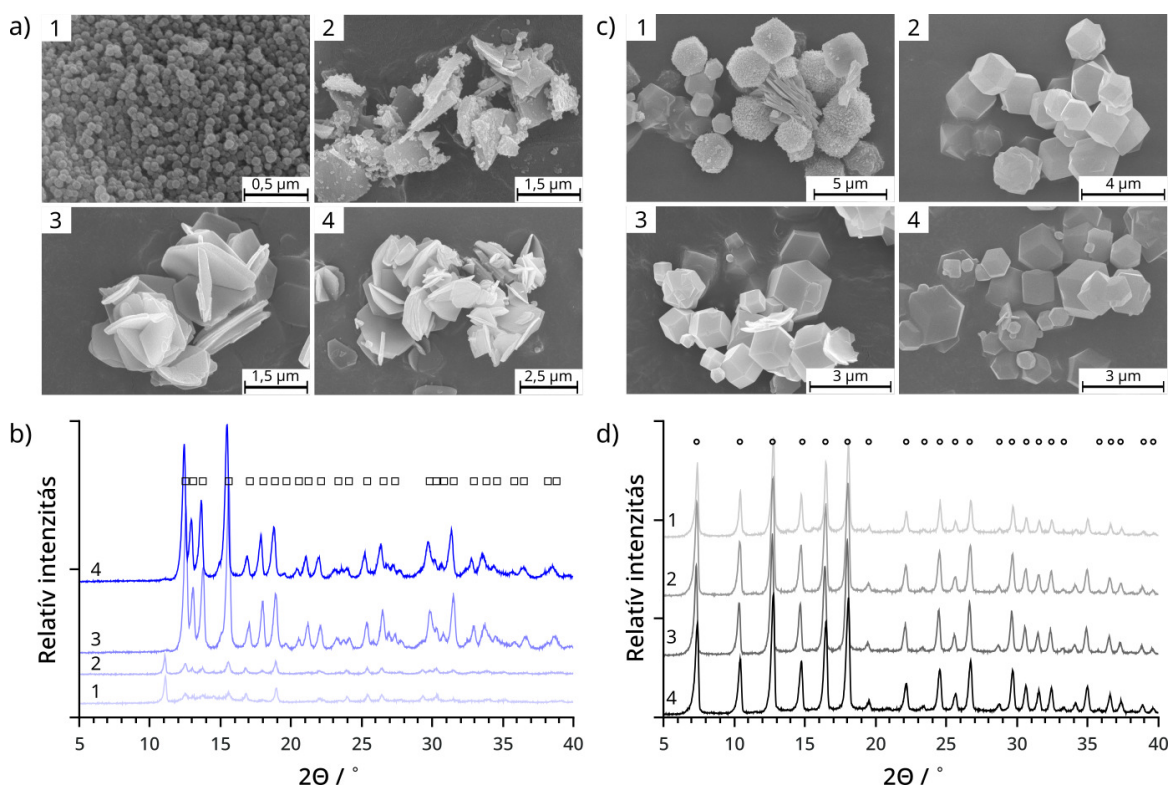 a)
1
0,5 µm
2
1,5 µm
3
1,5 µm
4
2,5 µm
c)
1
5 µm
2
4 µm
3
3 µm
4
3 µm
b)
Relatív intenzitás
4
3
2
1
5 10 15 20 25 30 35 40
2Θ / °
d)
Relatív intenzitás
1
2
3
4
5 10 15 20 25 30 35 40
2Θ / °